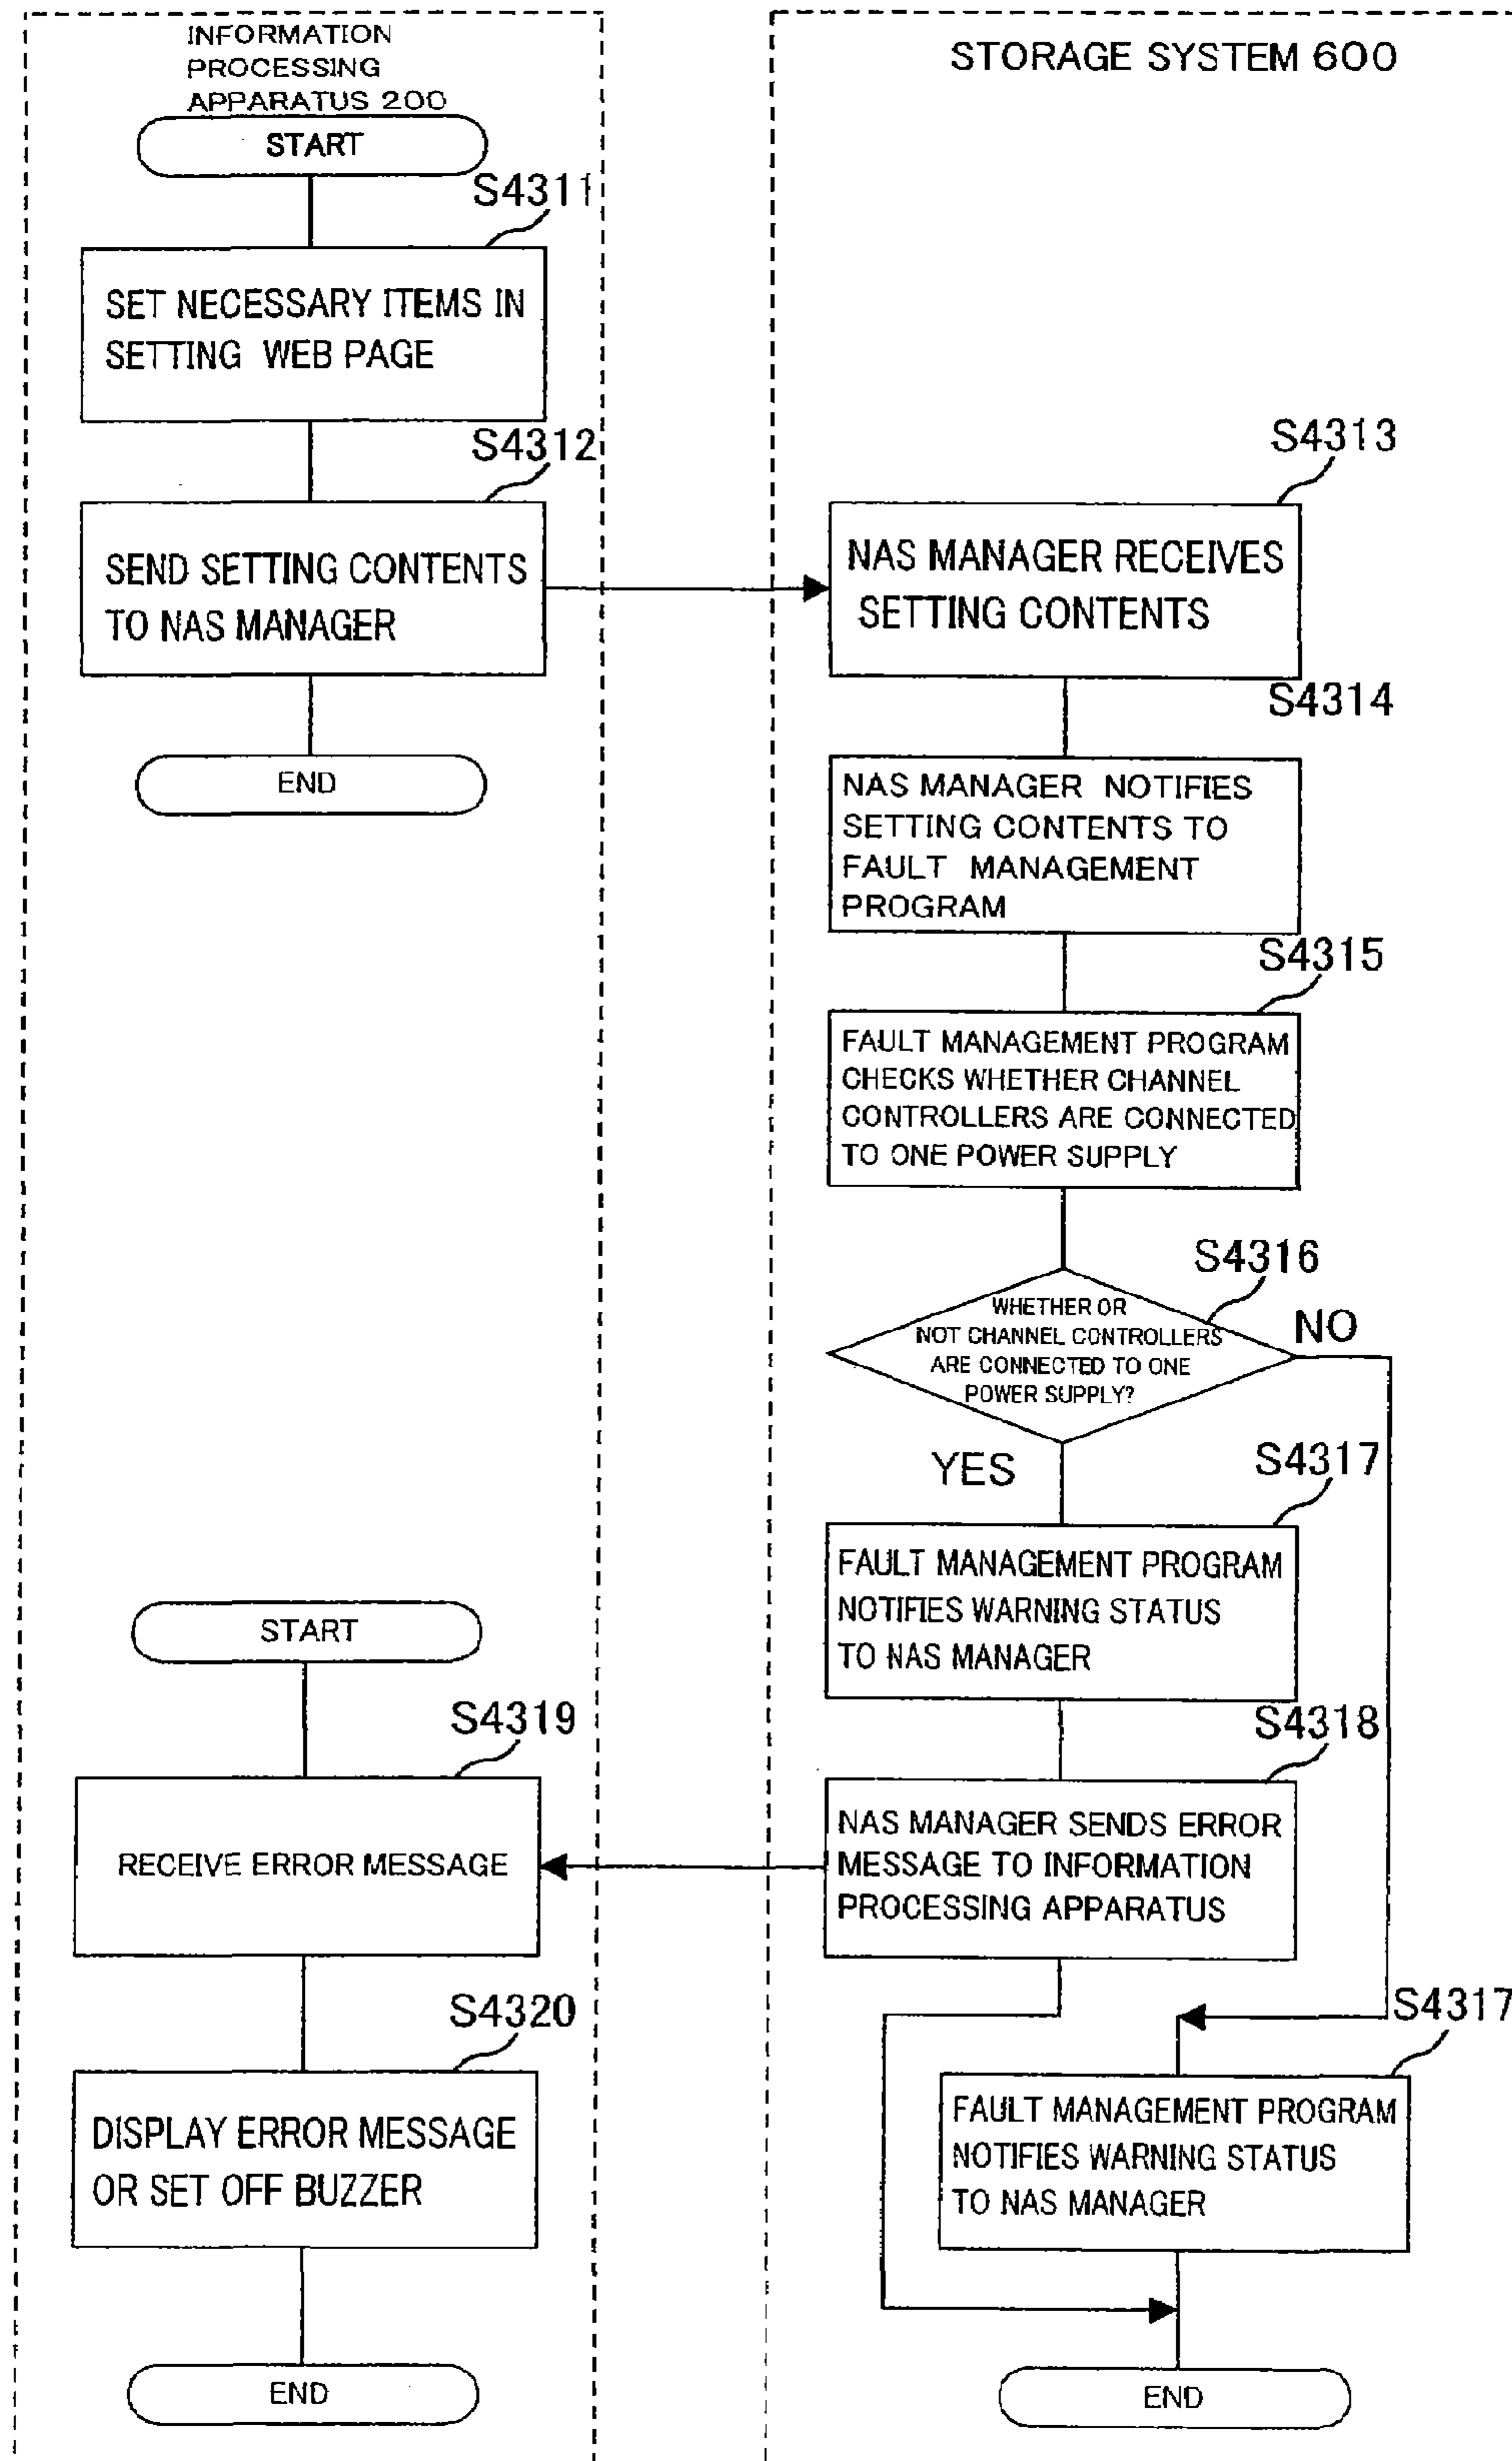 INFORMATION
PROCESSING
APPARATUS 200
START
S4311
SET NECESSARY ITEMS IN
SETTING WEB PAGE
S4312
SEND SETTING CONTENTS
TO NAS MANAGER
END
STORAGE SYSTEM 600
S4313
NAS MANAGER RECEIVES
SETTING CONTENTS
S4314
NAS MANAGER NOTIFIES
SETTING CONTENTS TO
FAULT MANAGEMENT
PROGRAM
S4315
FAULT MANAGEMENT PROGRAM
CHECKS WHETHER CHANNEL
CONTROLLERS ARE CONNECTED
TO ONE POWER SUPPLY
S4316
WHETHER OR
NOT CHANNEL CONTROLLERS
ARE CONNECTED TO ONE
POWER SUPPLY?
NO
YES
S4317
FAULT MANAGEMENT PROGRAM
NOTIFIES WARNING STATUS
TO NAS MANAGER
S4318
NAS MANAGER SENDS ERROR
MESSAGE TO INFORMATION
PROCESSING APPARATUS
START
S4319
RECEIVE ERROR MESSAGE
S4320
DISPLAY ERROR MESSAGE
OR SET OFF BUZZER
END
S4317
FAULT MANAGEMENT PROGRAM
NOTIFIES WARNING STATUS
TO NAS MANAGER
END